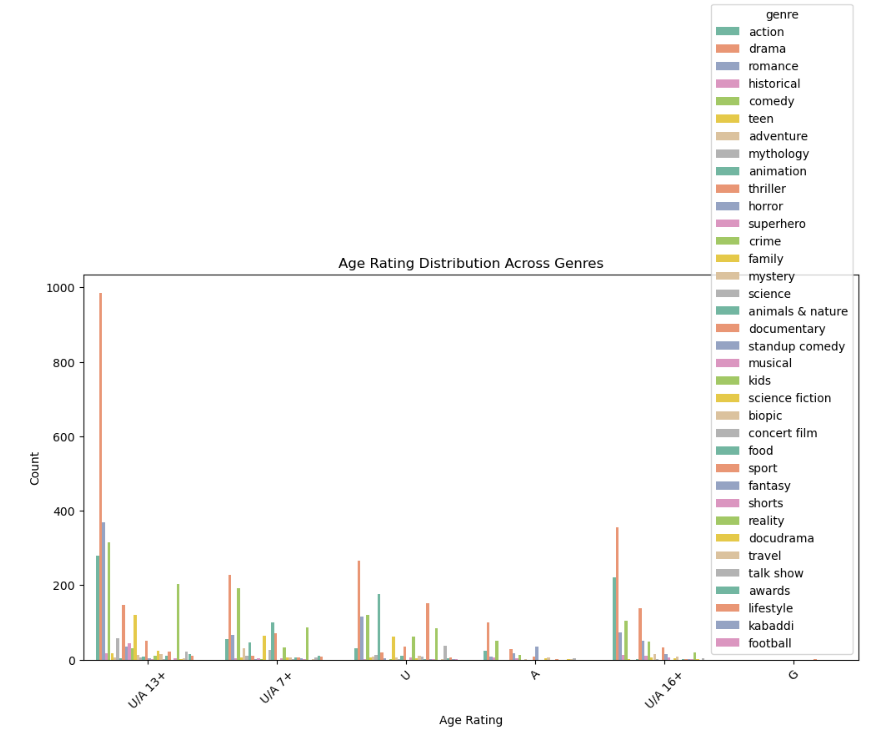 genre
action
drama
romance
historical
comedy
teen
adventure
mythology
animation
thriller
horror
superhero
crime
family
mystery
science
animals & nature
documentary
standup comedy
musical
kids
science fiction
biopic
concert film
food
sport
fantasy
shorts
reality
docudrama
travel
talk show
awards
lifestyle
kabaddi
football
Age Rating Distribution Across Genres
1000
800
600
400
200
0
Count
U/A 13+
U/A 7+
U
A
U/A 16+
G
Age Rating